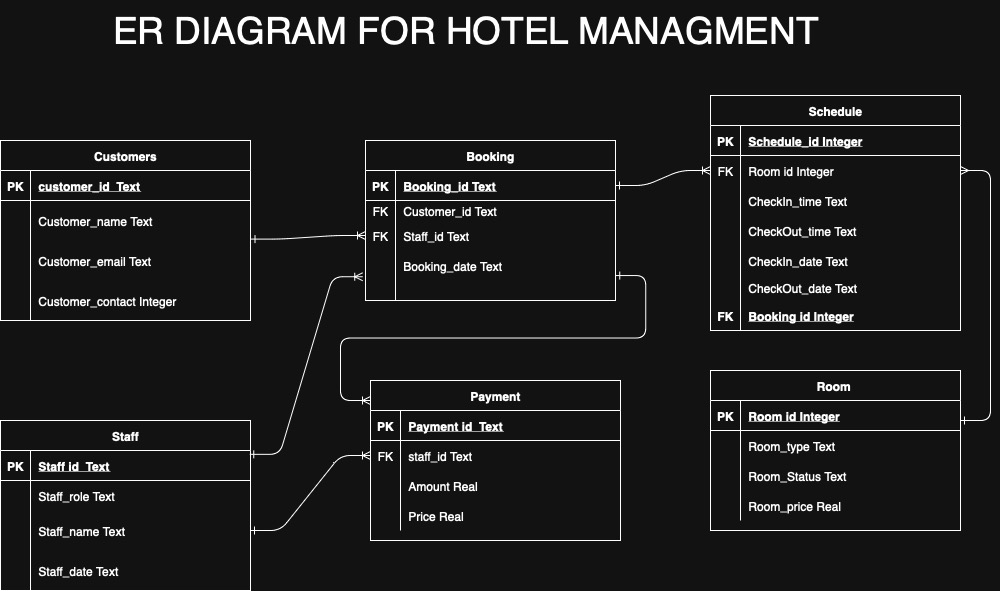 ER DIAGRAM FOR HOTEL MANAGMENT
Customers
PK customer_id Text
Customer_name Text
Customer_email Text
Customer_contact Integer
Booking
PK Booking_id Text
FK Customer_id Text
FK Staff_id Text
Booking_date Text
Schedule
PK Schedule_id Integer
FK Room id Integer
CheckIn_time Text
CheckOut_time Text
CheckIn_date Text
CheckOut_date Text
FK Booking id Integer
Staff
PK Staff id Text
Staff_role Text
Staff_name Text
Staff_date Text
Payment
PK Payment id Text
FK staff_id Text
Amount Real
Price Real
Room
PK Room id Integer
Room_type Text
Room_Status Text
Room_price Real